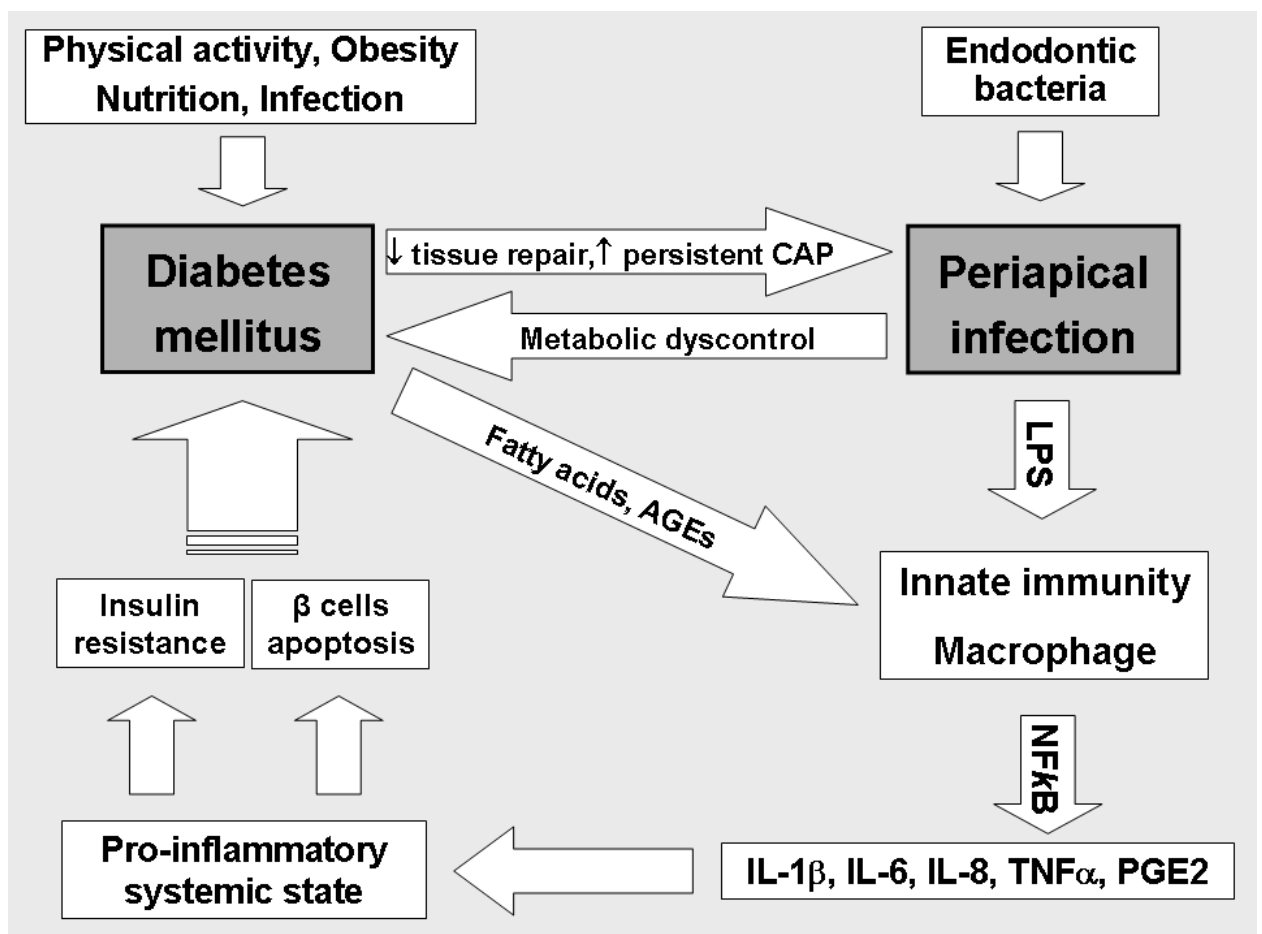 Physical activity, Obesity
Nutrition, Infection
Endodontic
bacteria
Diabetes
mellitus
↓ tissue repair,↑ persistent CAP
Metabolic dyscontrol
Periapical
infection
Fatty acids, AGEs
LPS
Innate immunity
Macrophage
NFkB
IL-1β, IL-6, IL-8, TNFα, PGE2
Pro-inflammatory
systemic state
Insulin
resistance
β cells
apoptosis